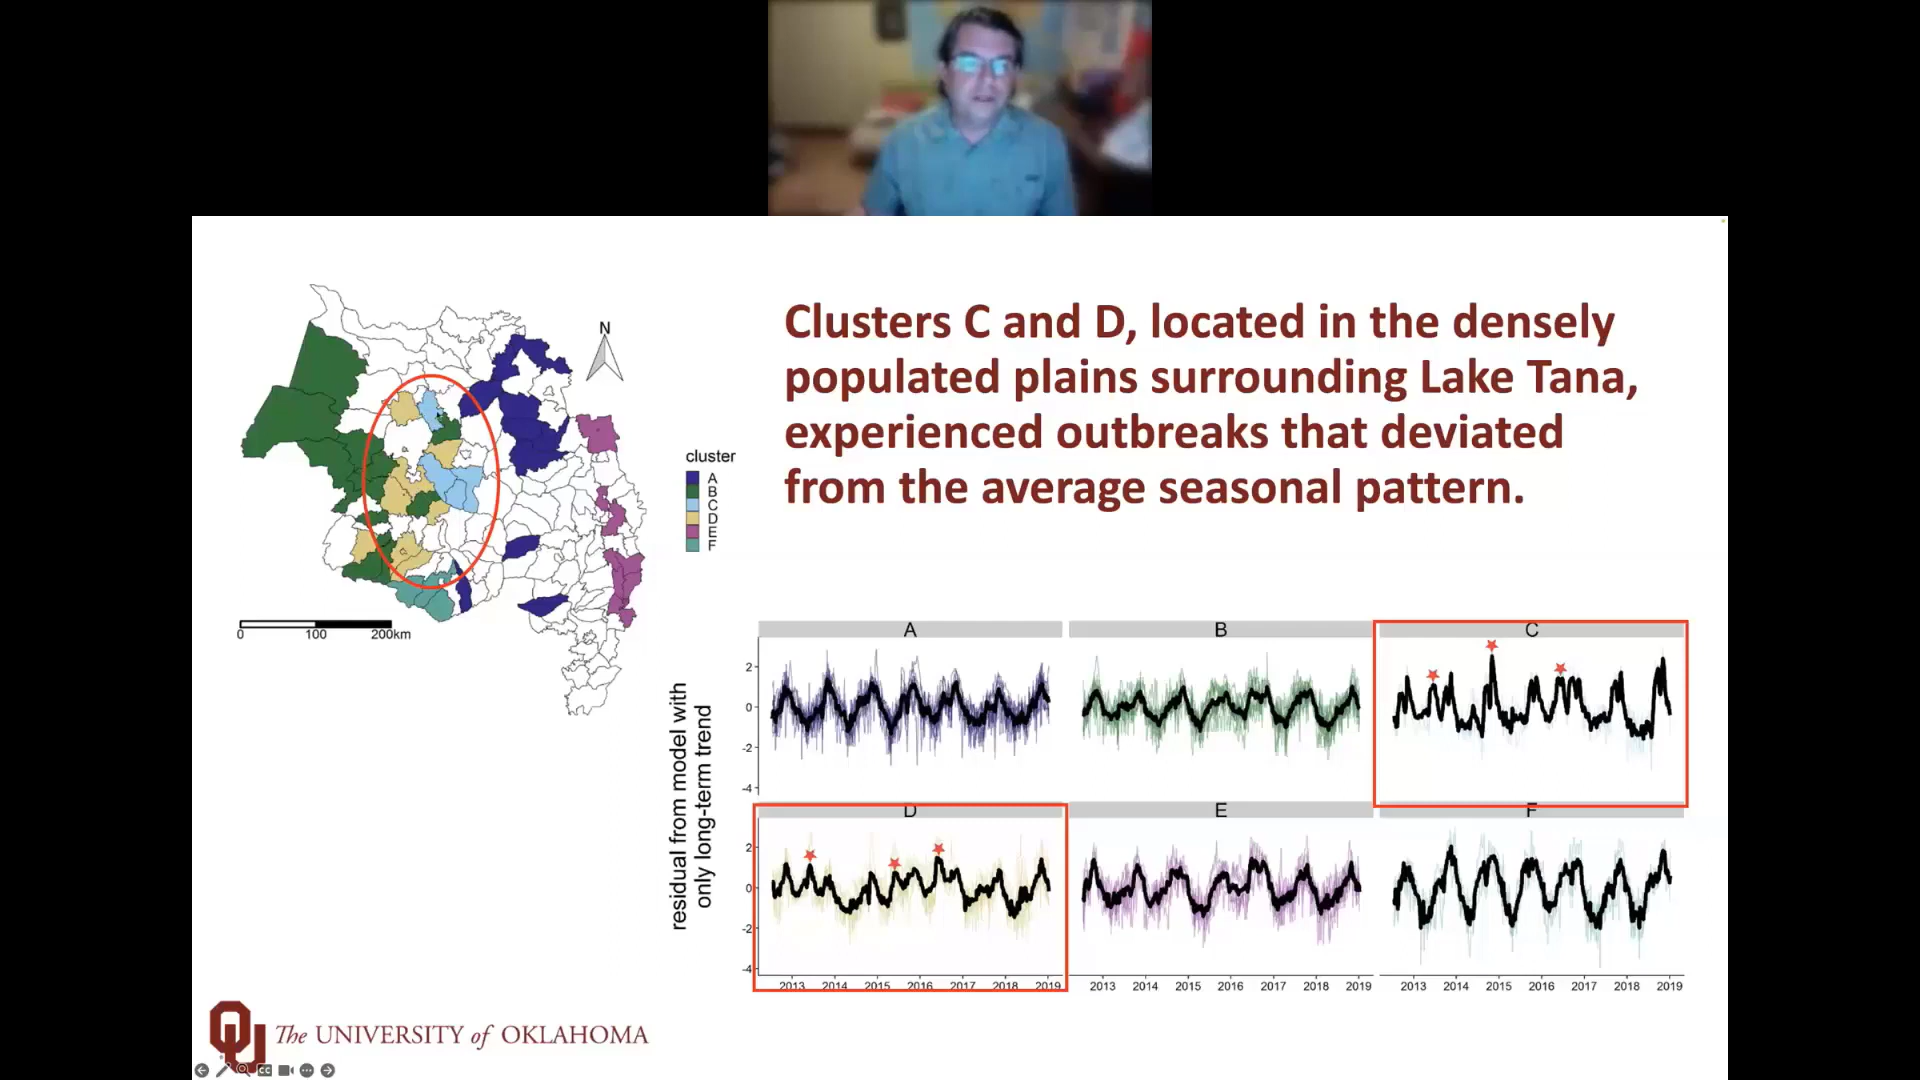 Clusters C and D, located in the densely
populated plains surrounding Lake Tana,
experienced outbreaks that deviated
from the average seasonal pattern.
N
cluster
A
B
C
D
E
F
0 100 200km
residual from model with
only long-term trend
A B C
2
0
-2
-4
D E F
2
0
-2
-4
2013 2014 2015 2016 2017 2018 2019 2013 2014 2015 2016 2017 2018 2019 2013 2014 2015 2016 2017 2018 2019
OU The UNIVERSITY of OKLAHOMA
CC